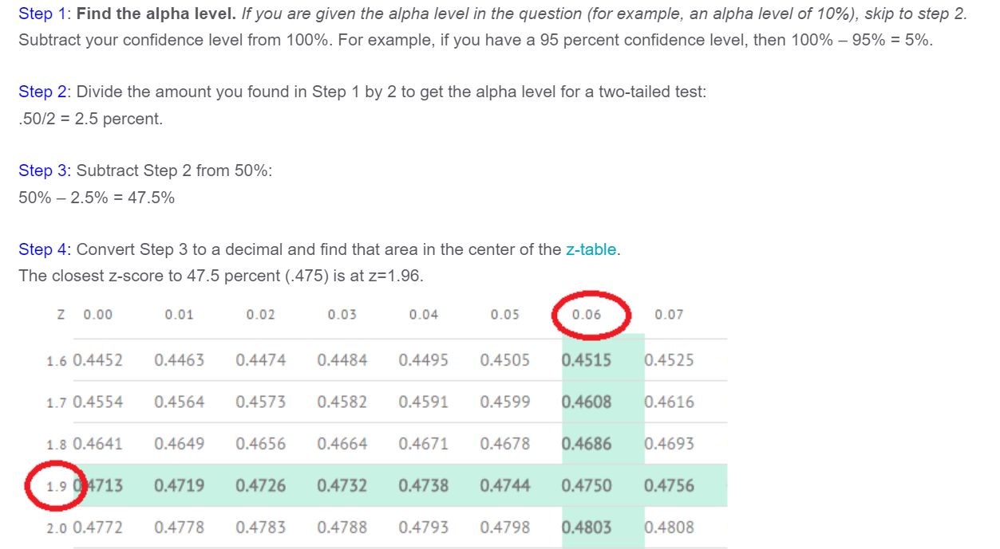 Step 1: Find the alpha level. If you are given the alpha level in the question (for example, an alpha level of 10%), skip to step 2.
Subtract your confidence level from 100%. For example, if you have a 95 percent confidence level, then 100% – 95% = 5%.
Step 2: Divide the amount you found in Step 1 by 2 to get the alpha level for a two-tailed test:
.50/2 = 2.5 percent.
Step 3: Subtract Step 2 from 50%:
50% – 2.5% = 47.5%
Step 4: Convert Step 3 to a decimal and find that area in the center of the z-table.
The closest z-score to 47.5 percent (.475) is at z=1.96.
Z 0.00 0.01 0.02 0.03 0.04 0.05 0.06 0.07
1.6 0.4452 0.4463 0.4474 0.4484 0.4495 0.4505 0.4515 0.4525
1.7 0.4554 0.4564 0.4573 0.4582 0.4591 0.4599 0.4608 0.4616
1.8 0.4641 0.4649 0.4656 0.4664 0.4671 0.4678 0.4686 0.4693
1.9 0.4713 0.4719 0.4726 0.4732 0.4738 0.4744 0.4750 0.4756
2.0 0.4772 0.4778 0.4783 0.4788 0.4793 0.4798 0.4803 0.4808